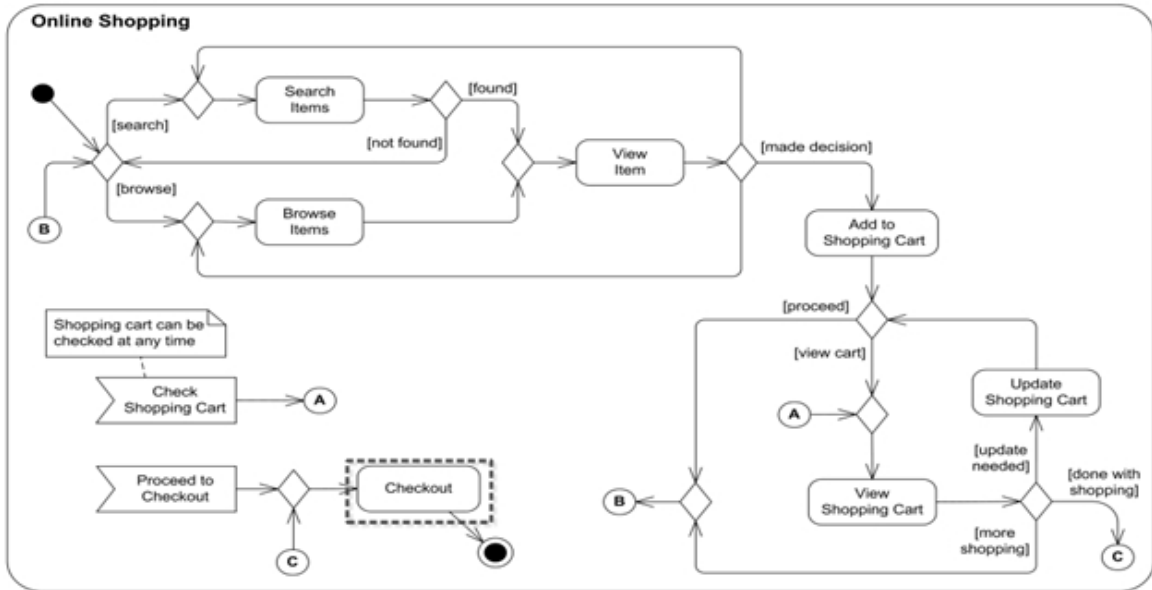 Online Shopping
Search
Items
[found]
[search]
[not found]
[made decision]
View
Item
[browse]
B
Browse
Items
Add to
Shopping Cart
[proceed]
Shopping cart can be
checked at any time
[view cart]
Check
Shopping Cart
A
A
Update
Shopping Cart
[update
needed]
[done with
shopping]
Proceed to
Checkout
Checkout
B
View
Shopping Cart
[more
shopping]
C
C